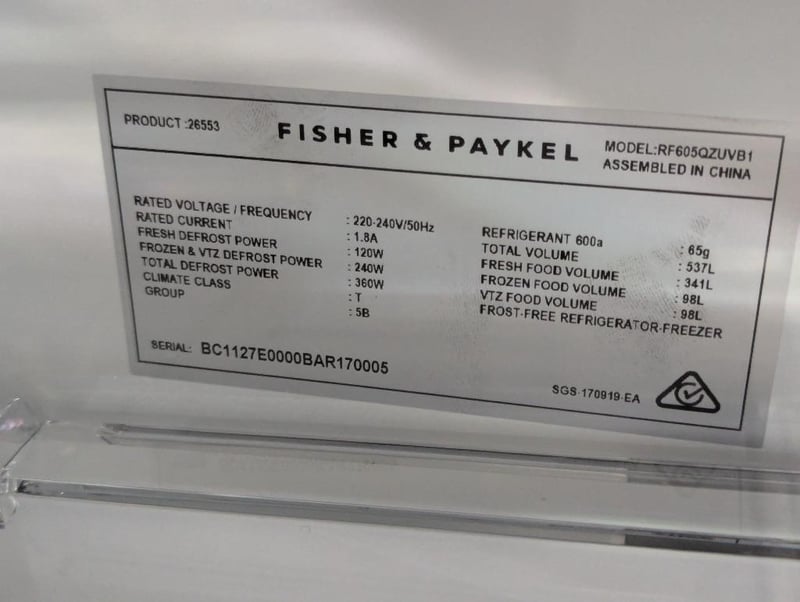 PRODUCT :26553
FISHER & PAYKEL
MODEL:RF605QZUVB1
ASSEMBLED IN CHINA
RATED VOLTAGE / FREQUENCY : 220-240V/50Hz
RATED CURRENT : 1.8A
FRESH DEFROST POWER : 120W
FROZEN & VTZ DEFROST POWER : 240W
TOTAL DEFROST POWER : 360W
CLIMATE CLASS : T
GROUP : 5B
REFRIGERANT 600a : 65g
TOTAL VOLUME : 537L
FRESH FOOD VOLUME : 341L
FROZEN FOOD VOLUME : 98L
VTZ FOOD VOLUME : 98L
FROST-FREE REFRIGERATOR-FREEZER
SERIAL: BC1127E0000BAR170005
SGS-170919-EA